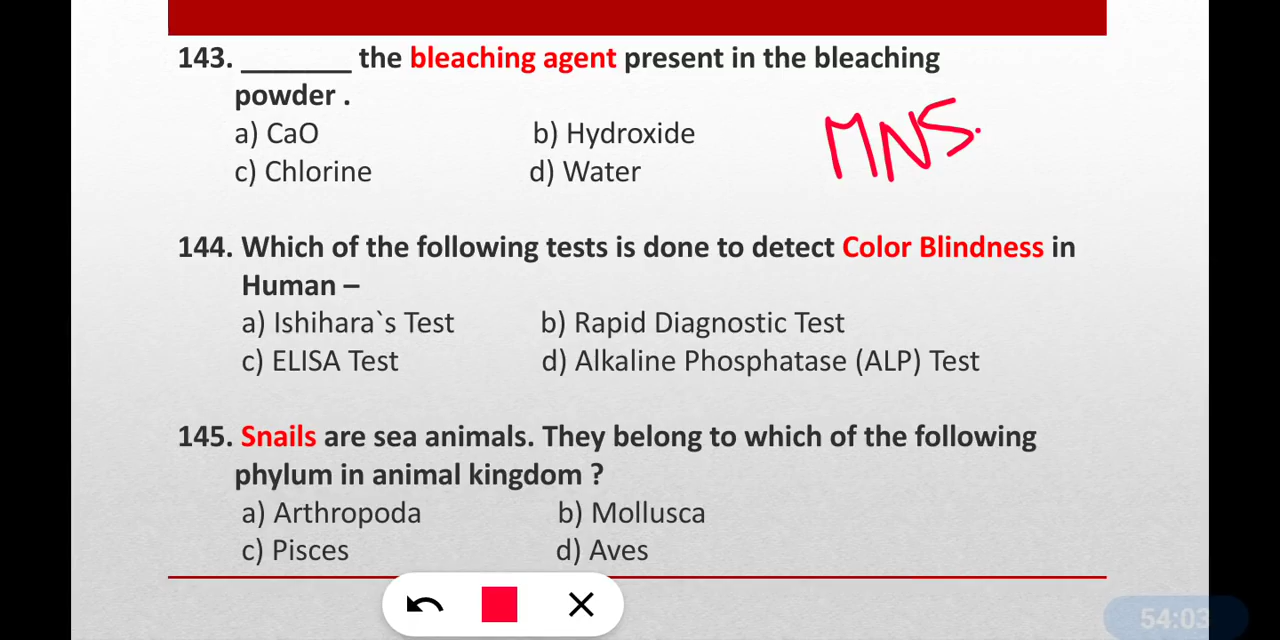 143. _______ the bleaching agent present in the bleaching
powder .
a) CaO b) Hydroxide
c) Chlorine d) Water
MNS.
144. Which of the following tests is done to detect Color Blindness in
Human –
a) Ishihara`s Test b) Rapid Diagnostic Test
c) ELISA Test d) Alkaline Phosphatase (ALP) Test
145. Snails are sea animals. They belong to which of the following
phylum in animal kingdom ?
a) Arthropoda b) Mollusca
c) Pisces d) Aves
54:03